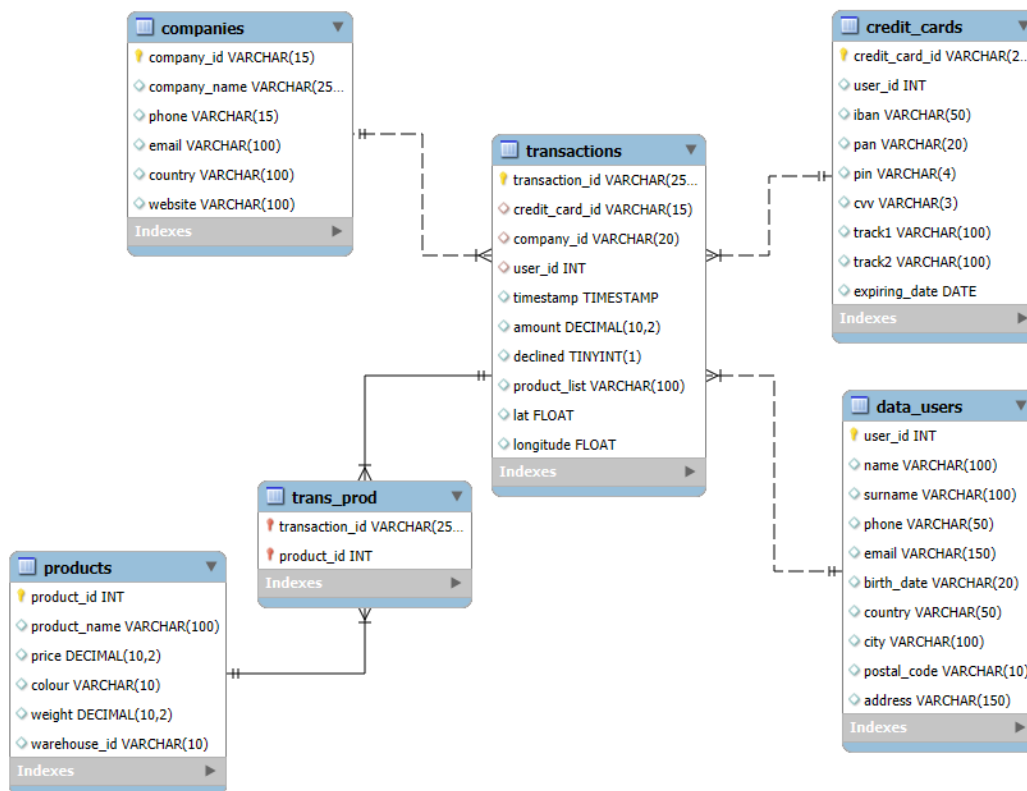 companies
company_id VARCHAR(15)
company_name VARCHAR(25...
phone VARCHAR(15)
email VARCHAR(100)
country VARCHAR(100)
website VARCHAR(100)
Indexes
transactions
transaction_id VARCHAR(25...
credit_card_id VARCHAR(15)
company_id VARCHAR(20)
user_id INT
timestamp TIMESTAMP
amount DECIMAL(10,2)
declined TINYINT(1)
product_list VARCHAR(100)
lat FLOAT
longitude FLOAT
Indexes
credit_cards
credit_card_id VARCHAR(2...
user_id INT
iban VARCHAR(50)
pan VARCHAR(20)
pin VARCHAR(4)
cvv VARCHAR(3)
track1 VARCHAR(100)
track2 VARCHAR(100)
expiring_date DATE
Indexes
data_users
user_id INT
name VARCHAR(100)
surname VARCHAR(100)
phone VARCHAR(50)
email VARCHAR(150)
birth_date VARCHAR(20)
country VARCHAR(50)
city VARCHAR(100)
postal_code VARCHAR(10)
address VARCHAR(150)
Indexes
trans_prod
transaction_id VARCHAR(25...
product_id INT
Indexes
products
product_id INT
product_name VARCHAR(100)
price DECIMAL(10,2)
colour VARCHAR(10)
weight DECIMAL(10,2)
warehouse_id VARCHAR(10)
Indexes